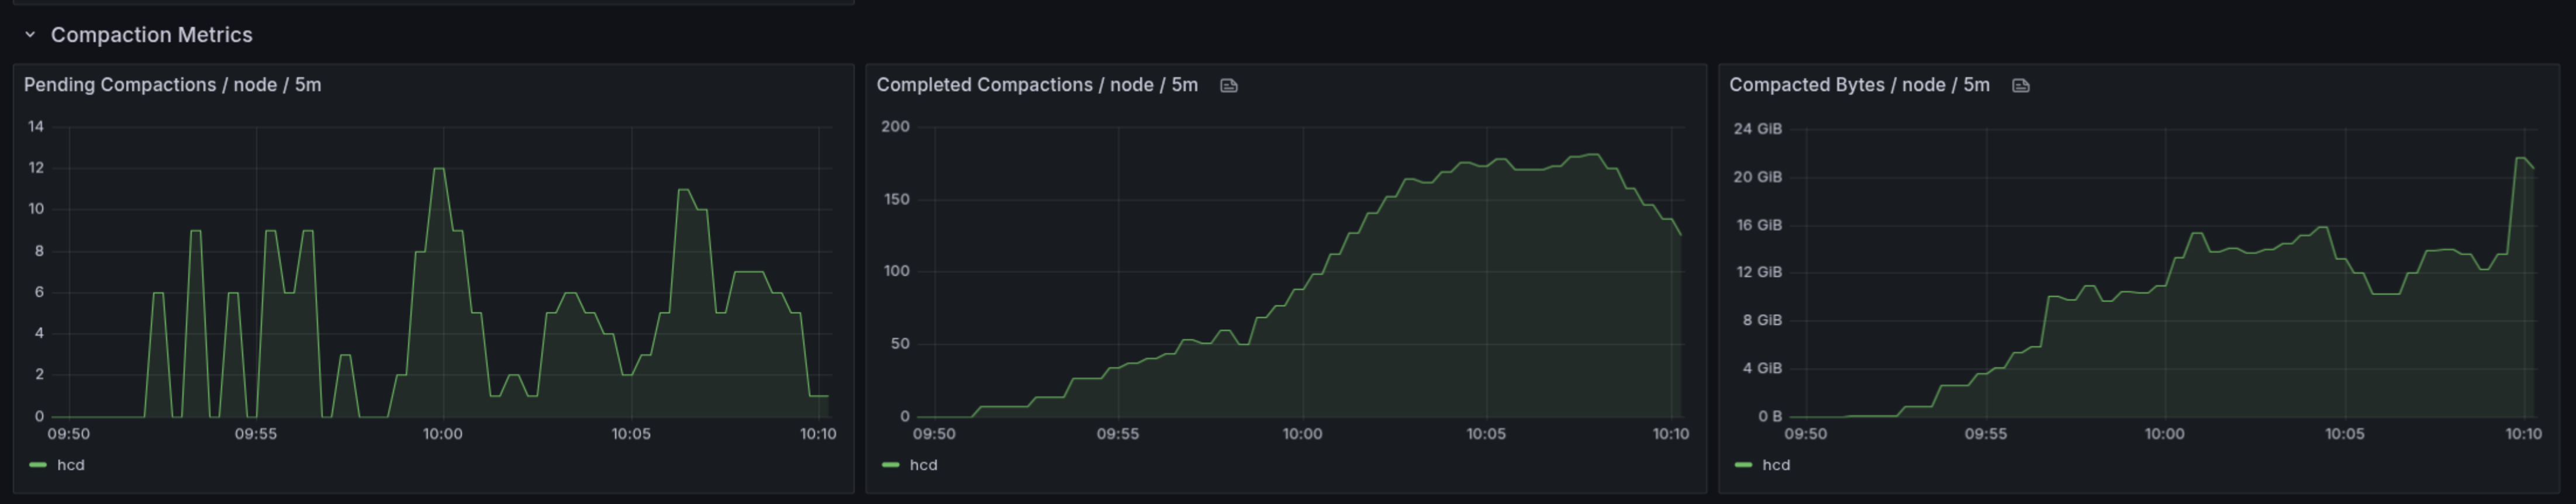 Compaction Metrics
Pending Compactions / node / 5m
14
12
10
8
6
4
2
0
09:50 09:55 10:00 10:05 10:10
hcd
Completed Compactions / node / 5m
200
150
100
50
0
09:50 09:55 10:00 10:05 10:10
hcd
Compacted Bytes / node / 5m
24 GiB
20 GiB
16 GiB
12 GiB
8 GiB
4 GiB
0 B
09:50 09:55 10:00 10:05 10:10
hcd